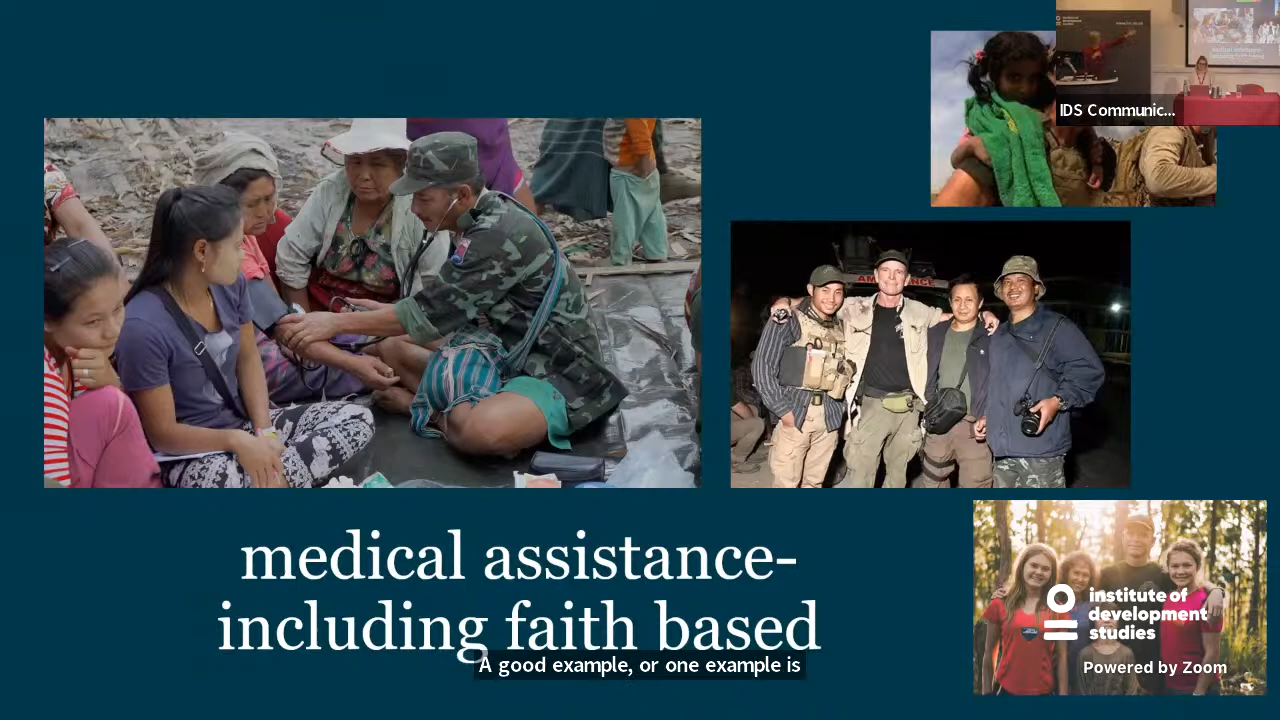 IDS Communic...
AMBULANCE
medical assistance-
including faith based
A good example, or one example is
institute of
development
studies
Powered by Zoom